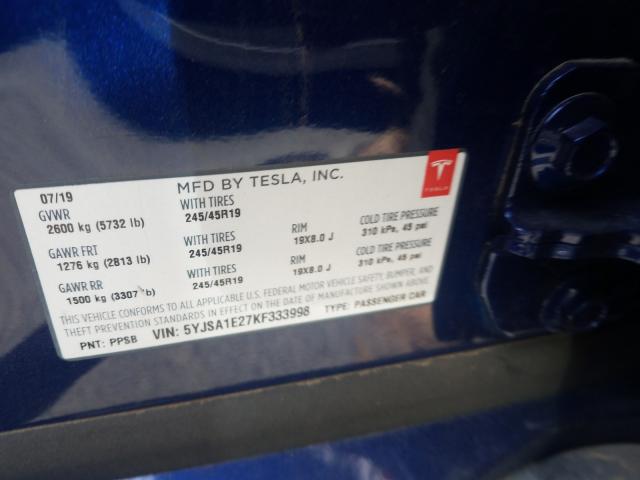 07/19
MFD BY TESLA, INC.
TESLA
GVWR
2600 kg (5732 lb)
WITH TIRES
245/45R19
RIM
19X8.0 J
COLD TIRE PRESSURE
310 kPa, 45 psi
GAWR FRT
1276 kg (2813 lb)
WITH TIRES
245/45R19
RIM
19X8.0 J
COLD TIRE PRESSURE
310 kPa, 45 psi
GAWR RR
1500 kg (3307 lb)
WITH TIRES
245/45R19
THIS VEHICLE CONFORMS TO ALL APPLICABLE U.S. FEDERAL MOTOR VEHICLE SAFETY, BUMPER, AND
THEFT PREVENTION STANDARDS IN EFFECT ON THE DATE OF MANUFACTURE SHOWN ABOVE.
PNT: PPSB VIN: 5YJSA1E27KF333998 TYPE: PASSENGER CAR